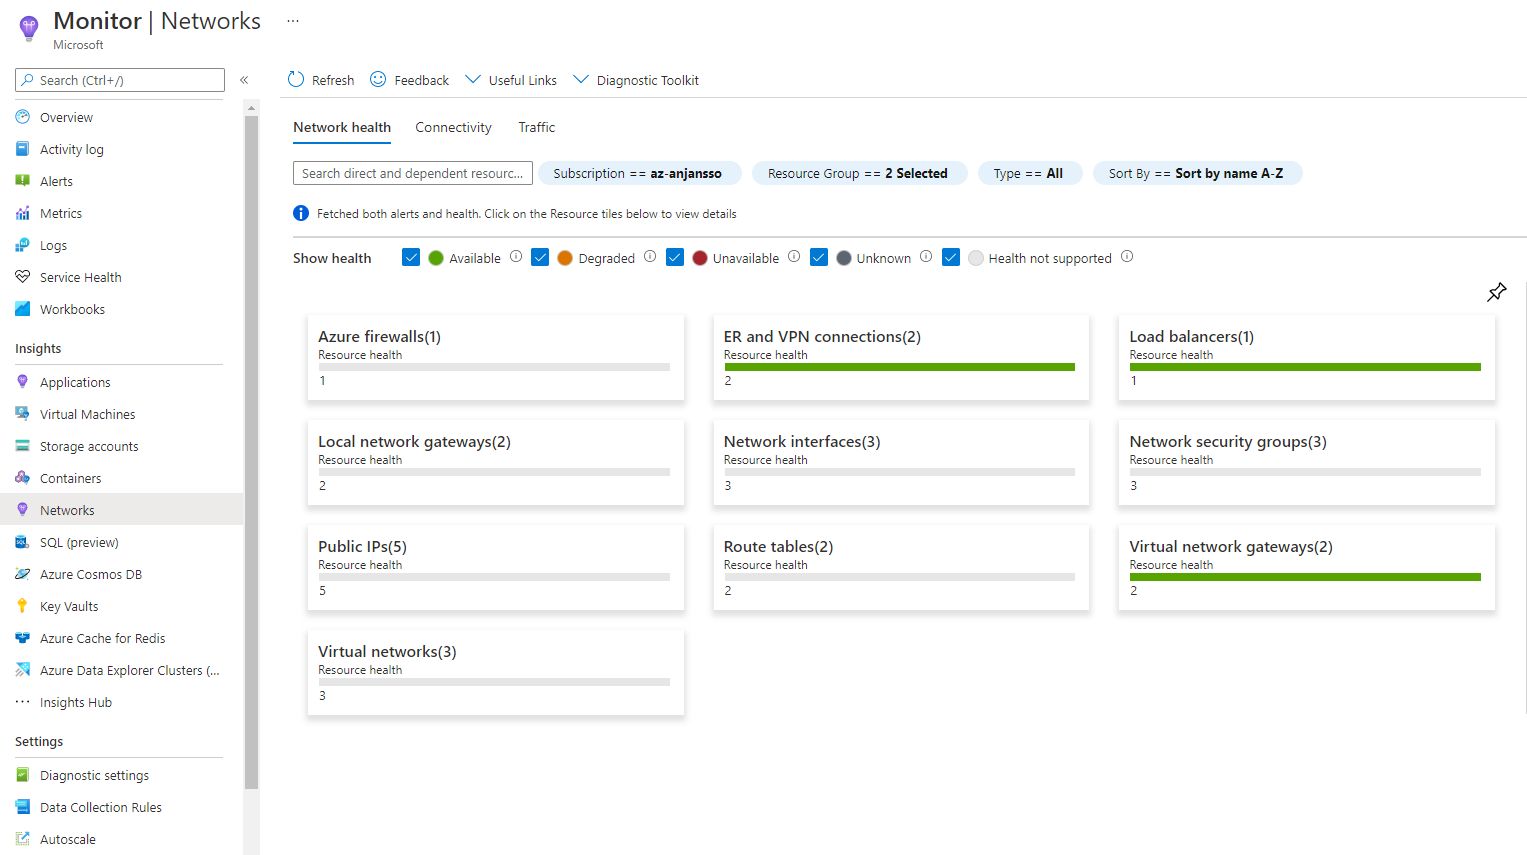 Monitor | Networks ...
Microsoft
Search (Ctrl+/)
«
Overview
Activity log
Alerts
Metrics
Logs
Service Health
Workbooks
Insights
Applications
Virtual Machines
Storage accounts
Containers
Networks
SQL (preview)
Azure Cosmos DB
Key Vaults
Azure Cache for Redis
Azure Data Explorer Clusters (...
Insights Hub
Settings
Diagnostic settings
Data Collection Rules
Autoscale
Refresh Feedback Useful Links Diagnostic Toolkit
Network health Connectivity Traffic
Search direct and dependent resourc... Subscription == az-anjansso Resource Group == 2 Selected Type == All Sort By == Sort by name A-Z
Fetched both alerts and health. Click on the Resource tiles below to view details
Show health Available Degraded Unavailable Unknown Health not supported
Azure firewalls(1)
Resource health
1
ER and VPN connections(2)
Resource health
2
Load balancers(1)
Resource health
1
Local network gateways(2)
Resource health
2
Network interfaces(3)
Resource health
3
Network security groups(3)
Resource health
3
Public IPs(5)
Resource health
5
Route tables(2)
Resource health
2
Virtual network gateways(2)
Resource health
2
Virtual networks(3)
Resource health
3